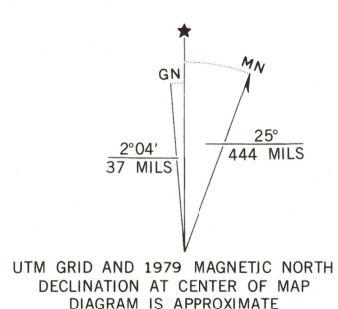 ★
GN
MN
2°04'
37 MILS
25°
444 MILS
UTM GRID AND 1979 MAGNETIC NORTH
DECLINATION AT CENTER OF MAP
DIAGRAM IS APPROXIMATE